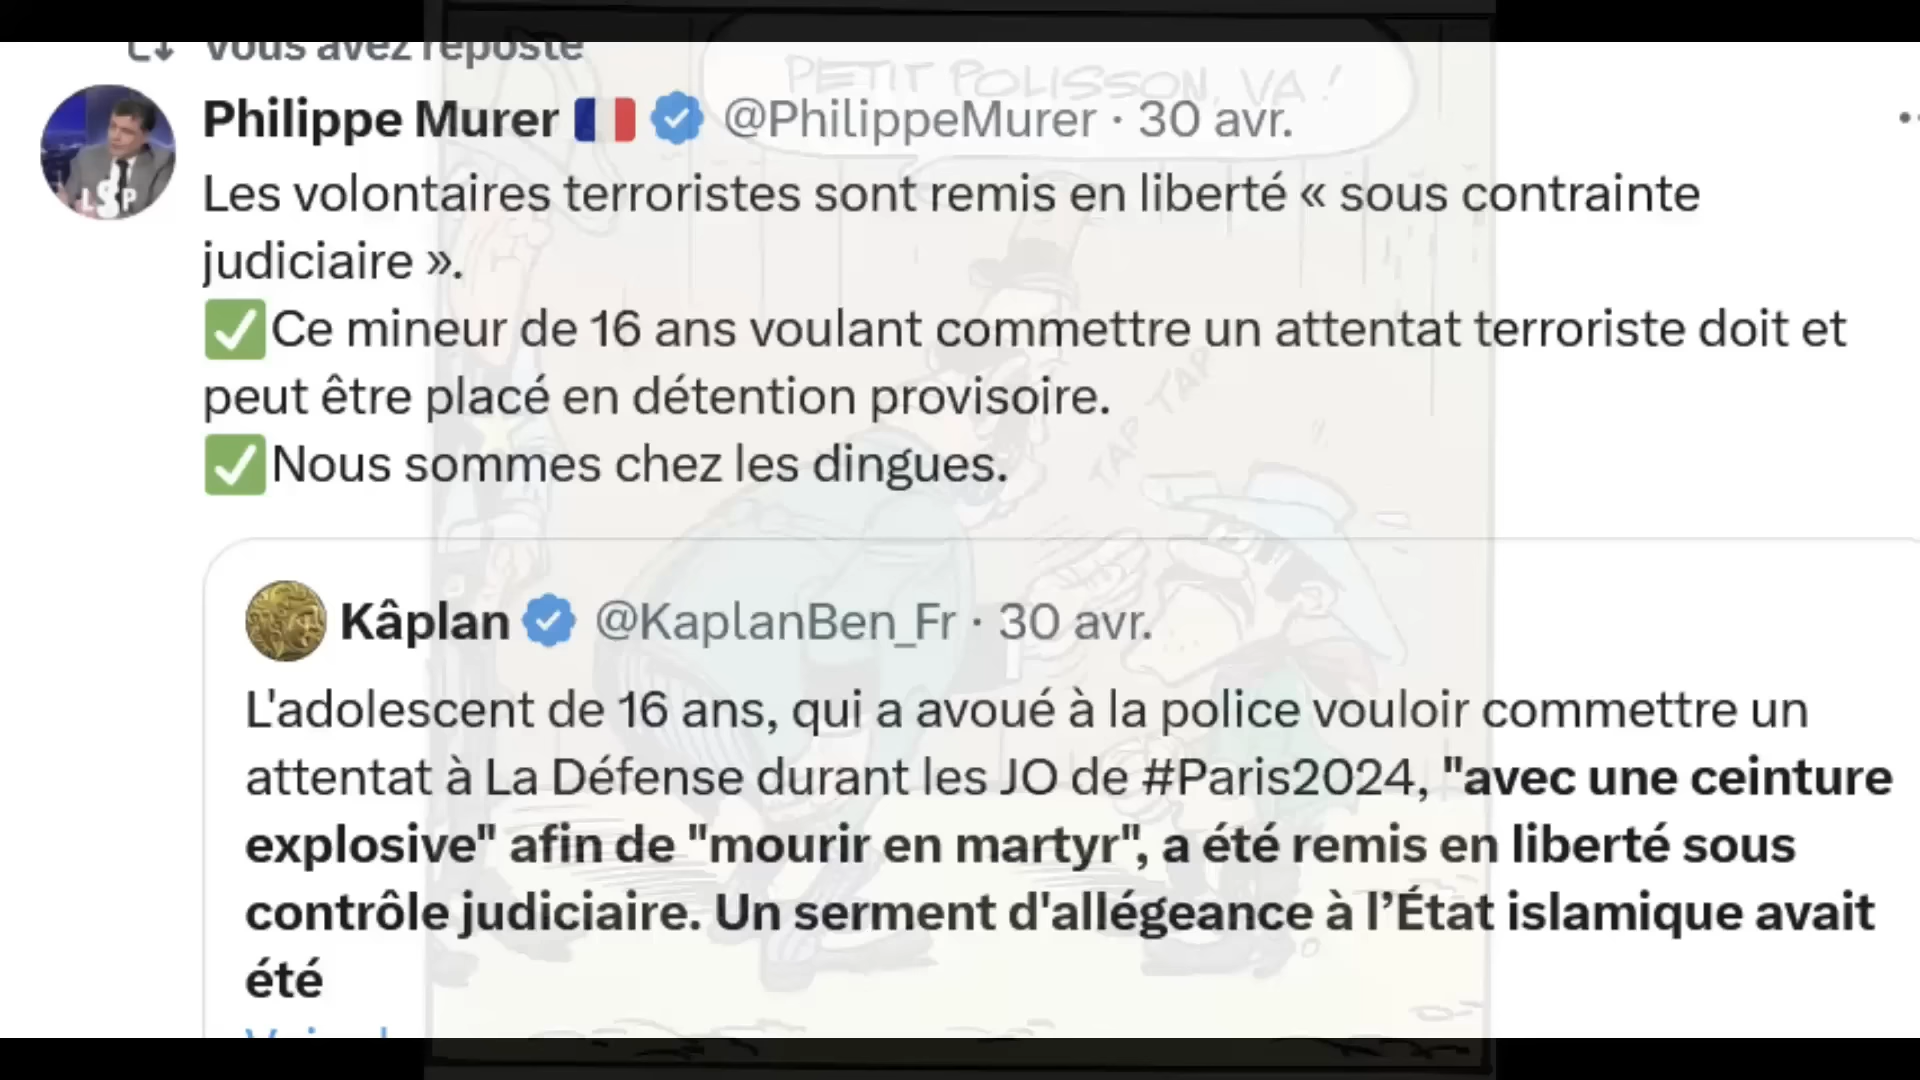 Vous avez reposté
PETIT POLISSON, VA !
Philippe Murer @PhilippeMurer · 30 avr.
LSP
Les volontaires terroristes sont remis en liberté « sous contrainte
judiciaire ».
✅Ce mineur de 16 ans voulant commettre un attentat terroriste doit et
peut être placé en détention provisoire.
✅Nous sommes chez les dingues.
TAP TAP
Kâplan @KaplanBen_Fr · 30 avr.
L'adolescent de 16 ans, qui a avoué à la police vouloir commettre un
attentat à La Défense durant les JO de #Paris2024, "avec une ceinture
explosive" afin de "mourir en martyr", a été remis en liberté sous
contrôle judiciaire. Un serment d'allégeance à l’État islamique avait
été